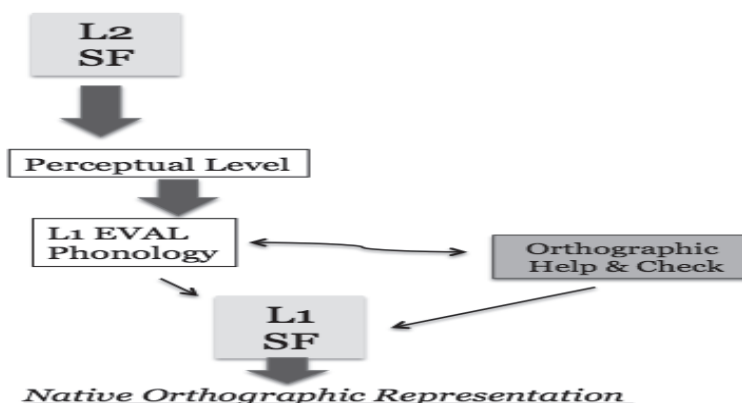 L2
SF
Perceptual Level
L1 EVAL
Phonology
Orthographic
Help & Check
L1
SF
Native Orthographic Representation